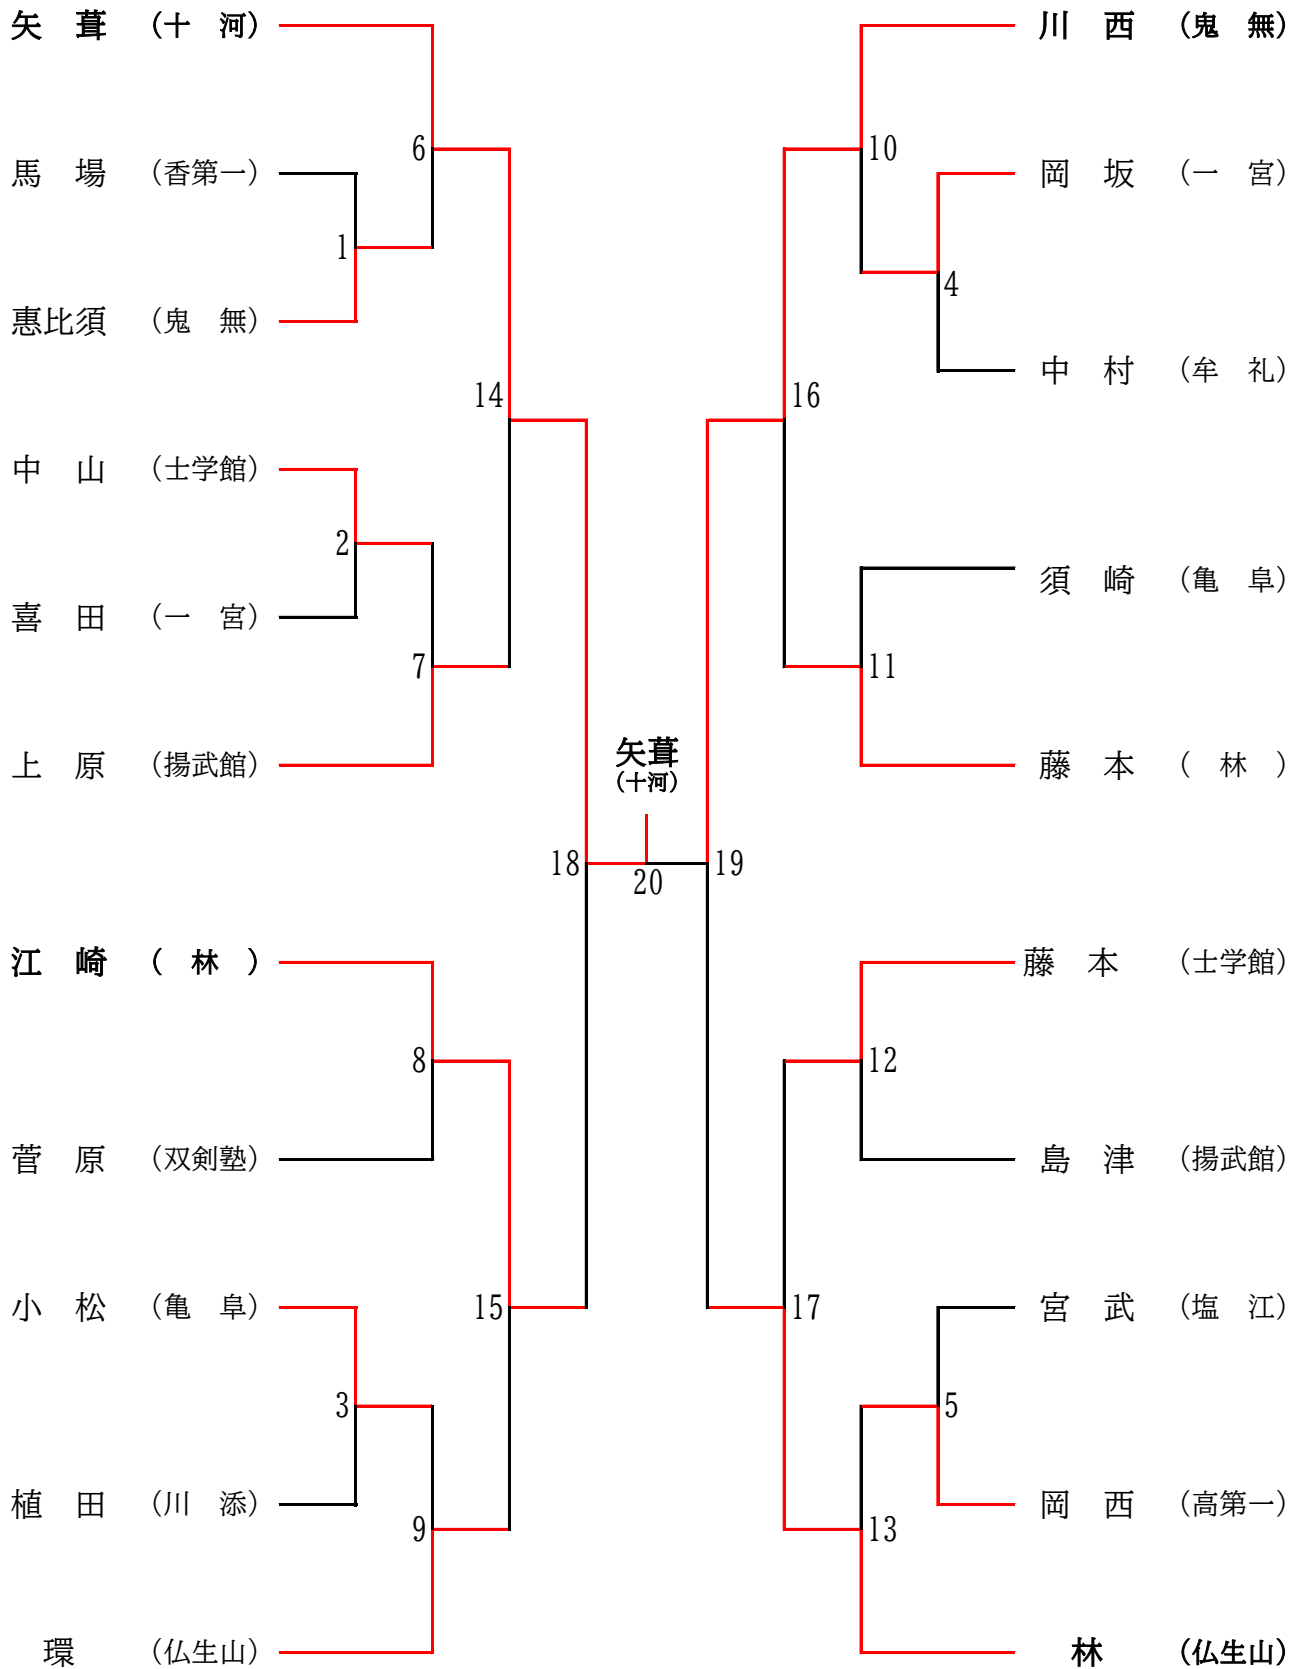 矢　葺　（十　河）
馬　場　（香第一）
惠比須　（鬼　無）
中　山　（士学館）
喜　田　（一　宮）
上　原　（揚武館）
江　崎　（　林　）
菅　原　（双剣塾）
小　松　（亀　阜）
植　田　（川　添）
環　（仏生山）
1
2
3
6
7
8
9
14
15
18
矢葺
（十河）
20
19
16
17
10
11
12
13
4
5
川　西　（鬼　無）
岡　坂　（一　宮）
中　村　（牟　礼）
須　崎　（亀　阜）
藤　本　（　林　）
藤　本　（士学館）
島　津　（揚武館）
宮　武　（塩　江）
岡　西　（高第一）
林　（仏生山）